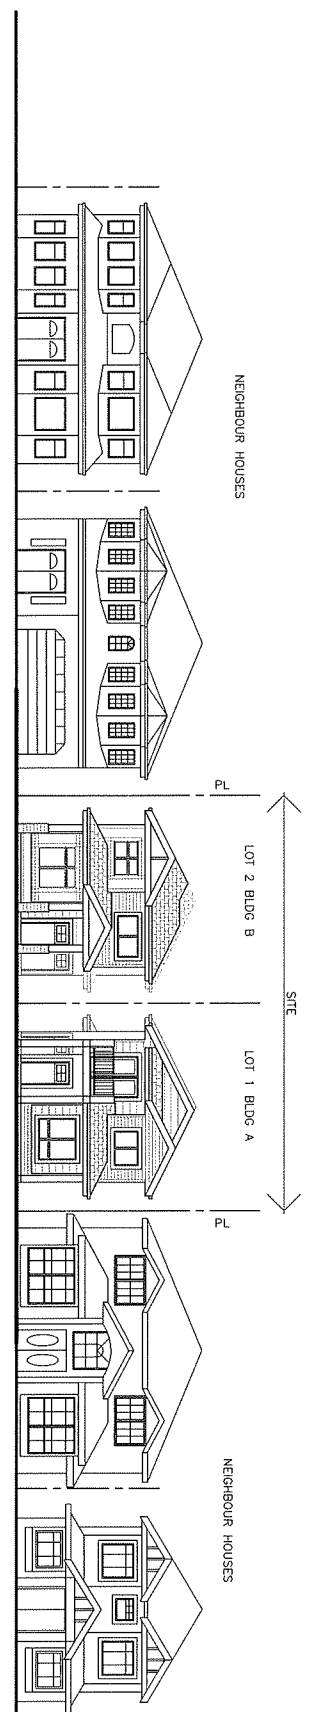 NEIGHBOUR HOUSES
PL
LOT 2 BLDG B
SITE
LOT 1 BLDG A
PL
NEIGHBOUR HOUSES